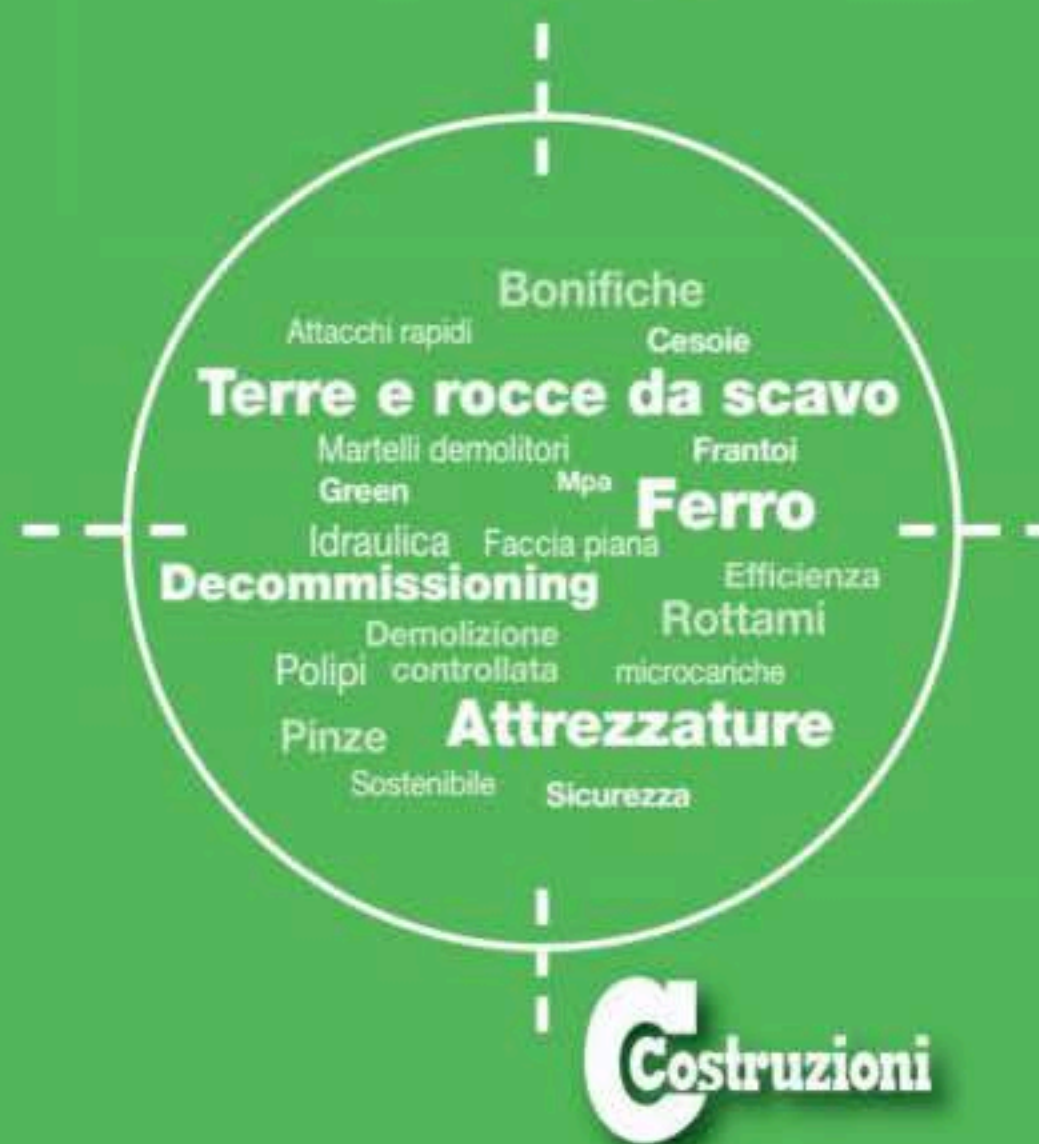 Bonifiche
Attacchi rapidi
Cesoie
Terre e rocce da scavo
Martelli demolitori
Frantoi
Green
Mpa
Ferro
Idraulica
Faccia piana
Decommissioning
Efficienza
Rottami
Demolizione
controllata
Polipi
microcariche
Attrezzature
Pinze
Sostenibile
Sicurezza
C
Costruzioni